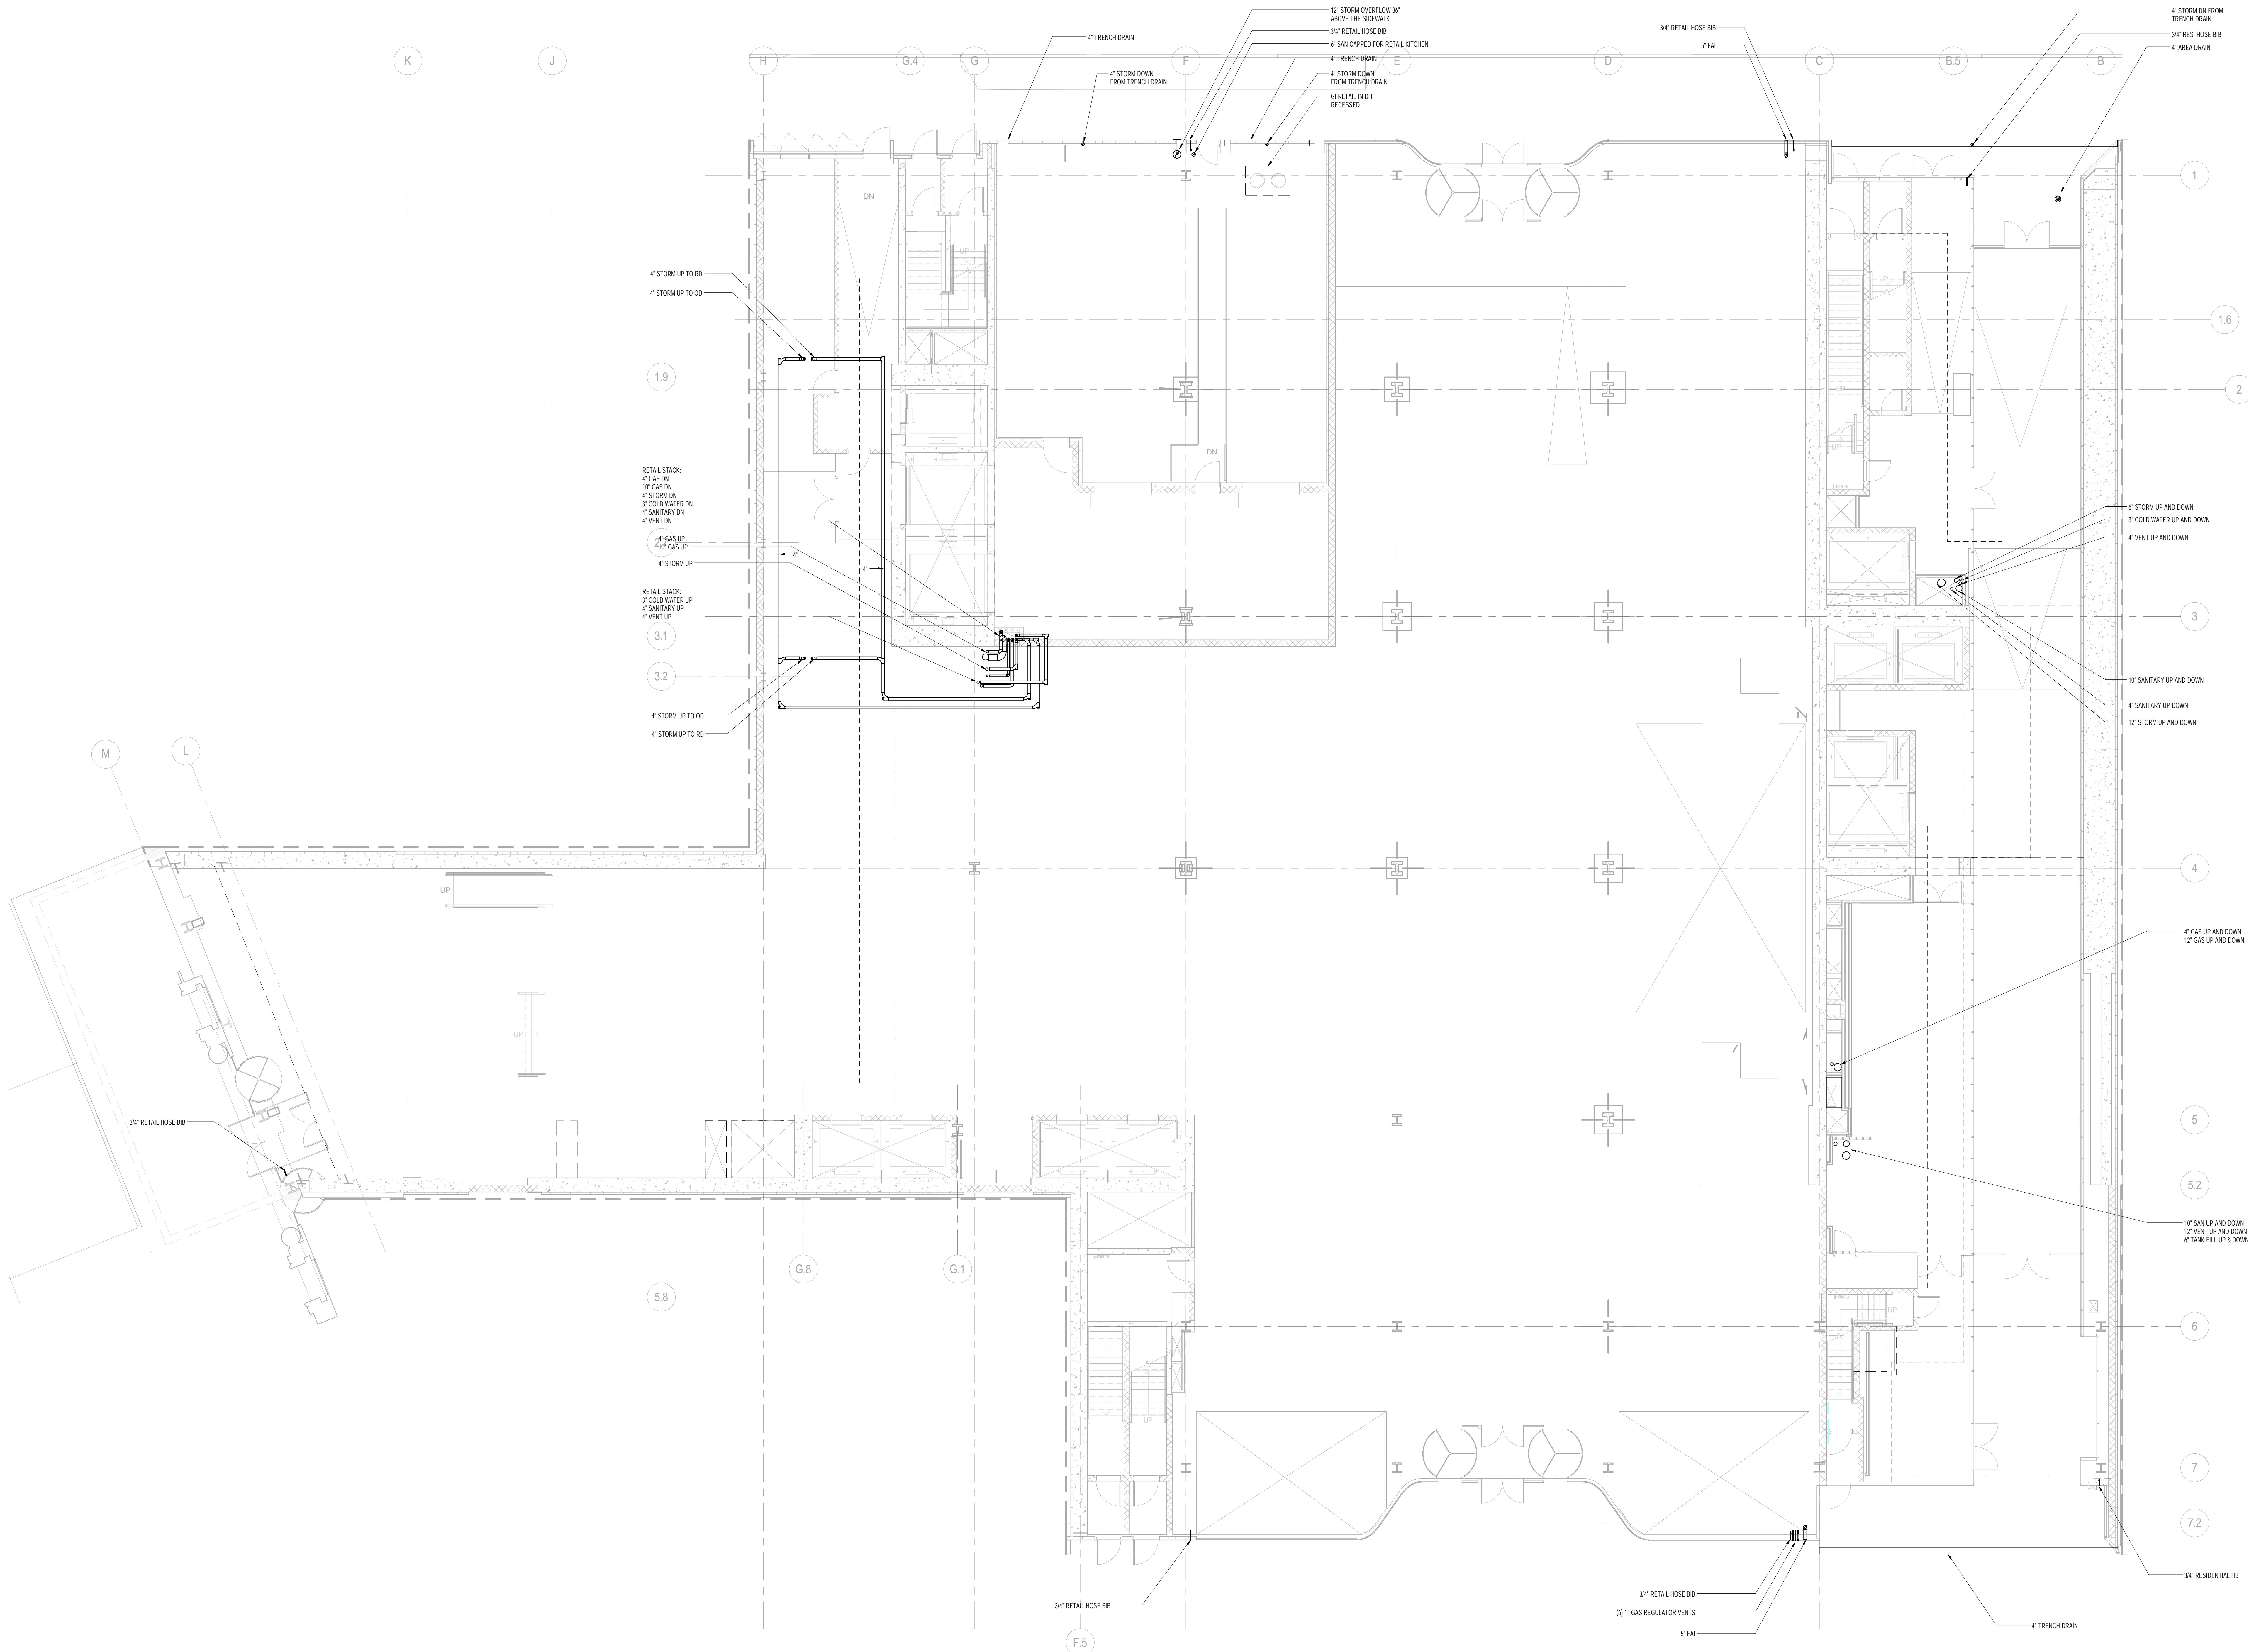 12" STORM OVERFLOW 36"
ABOVE THE SIDEWALK
3/4" RETAIL HOSE BIB
6" SAN CAPPED FOR RETAIL KITCHEN
4" TRENCH DRAIN
4" STORM DOWN
FROM TRENCH DRAIN
GI RETAIL IN DIT
RECESSED
4" TRENCH DRAIN
4" STORM DOWN
FROM TRENCH DRAIN
3/4" RETAIL HOSE BIB
5" FAI
4" STORM DN FROM
TRENCH DRAIN
3/4" RES. HOSE BIB
4" AREA DRAIN
K
J
H
G.4
G
F
E
D
C
B.5
B
1
1.6
1.9
2
DN
UP
UP
UP
UP
DN
4" STORM UP TO RD
4" STORM UP TO OD
RETAIL STACK:
4" GAS DN
10" GAS DN
4" STORM DN
3" COLD WATER DN
4" SANITARY DN
4" VENT DN
4" GAS UP
10" GAS UP
4" STORM UP
4"
4"
RETAIL STACK:
3" COLD WATER UP
4" SANITARY UP
4" VENT UP
3.1
3.2
3
4" STORM UP TO OD
4" STORM UP TO RD
6" STORM UP AND DOWN
3" COLD WATER UP AND DOWN
4" VENT UP AND DOWN
10" SANITARY UP AND DOWN
4" SANITARY UP DOWN
12" STORM UP AND DOWN
M
L
UP
4
4" GAS UP AND DOWN
12" GAS UP AND DOWN
UP
3/4" RETAIL HOSE BIB
5
5.2
10" SAN UP AND DOWN
12" VENT UP AND DOWN
6" TANK FILL UP & DOWN
G.8
G.1
5.8
6
UP
UP
7
7.2
3/4" RETAIL HOSE BIB
3/4" RETAIL HOSE BIB
(6) 1" GAS REGULATOR VENTS
5" FAI
3/4" RESIDENTIAL HB
4" TRENCH DRAIN
F.5